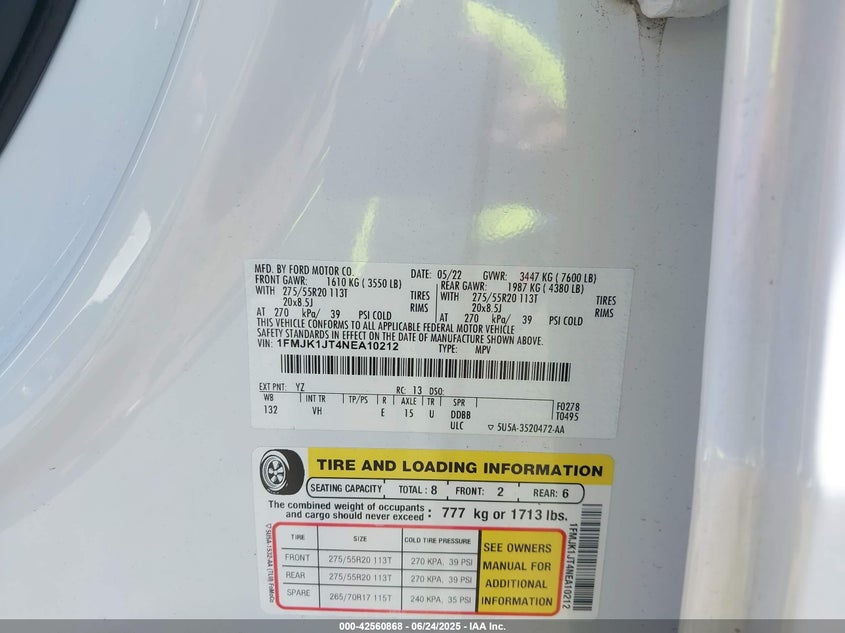 MFD. BY FORD MOTOR CO. DATE: 05/22 GVWR: 3447 KG ( 7600 LB)
FRONT GAWR: 1610 KG ( 3550 LB) REAR GAWR: 1987 KG ( 4380 LB)
WITH 275/55R20 113T TIRES WITH 275/55R20 113T TIRES
20x8.5J RIMS 20x8.5J RIMS
AT 270 kPa/ 39 PSI COLD AT 270 kPa/ 39 PSI COLD
THIS VEHICLE CONFORMS TO ALL APPLICABLE FEDERAL MOTOR VEHICLE
SAFETY STANDARDS IN EFFECT ON THE DATE OF MANUFACTURE SHOWN ABOVE.
VIN: 1FMJK1JT4NEA10212 TYPE: MPV
EXT PNT: YZ RC: 13 DSO:
WB INT TR TP/PS R AXLE TR SPR F0278
132 VH E 15 U DDBB T0495
ULC ▽ 5U5A-3520472-AA
TIRE AND LOADING INFORMATION
SEATING CAPACITY TOTAL : 8 FRONT: 2 REAR: 6
The combined weight of occupants
and cargo should never exceed : 777 kg or 1713 lbs.
TIRE SIZE COLD TIRE PRESSURE
FRONT 275/55R20 113T 270 KPA, 39 PSI
REAR 275/55R20 113T 270 KPA, 39 PSI
SPARE 265/70R17 115T 240 KPA, 35 PSI
SEE OWNERS
MANUAL FOR
ADDITIONAL
INFORMATION
1FMJK1JT4NEA10212
000-42560868 - 06/24/2025 - IAA Inc.